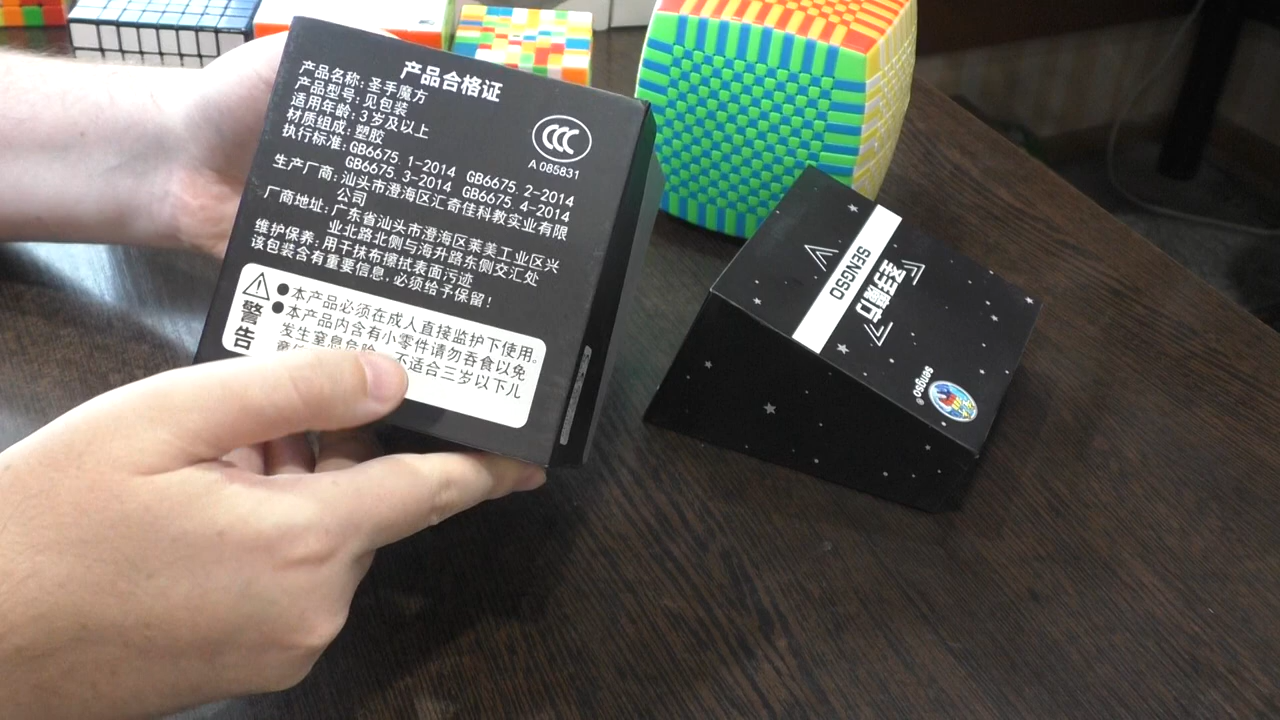 产品合格证
产品名称:圣手魔方
产品型号:见包装
适用年龄:3岁及以上
材质组成:塑胶
执行标准:GB6675.1-2014 GB6675.2-2014
GB6675.3-2014 GB6675.4-2014
生产厂商:汕头市澄海区汇奇佳科教实业有限
公司
厂商地址:广东省汕头市澄海区莱美工业区兴
业北路北侧与海升路东侧交汇处
维护保养:用干抹布擦拭表面污迹
该包装含有重要信息,必须给予保留!
CCC
A 085831
警告
●本产品必须在成人直接监护下使用。
●本产品内含有小零件请勿吞食以免
发生窒息危险 不适合三岁以下儿
SENGSO
圣手魔方
sengso®